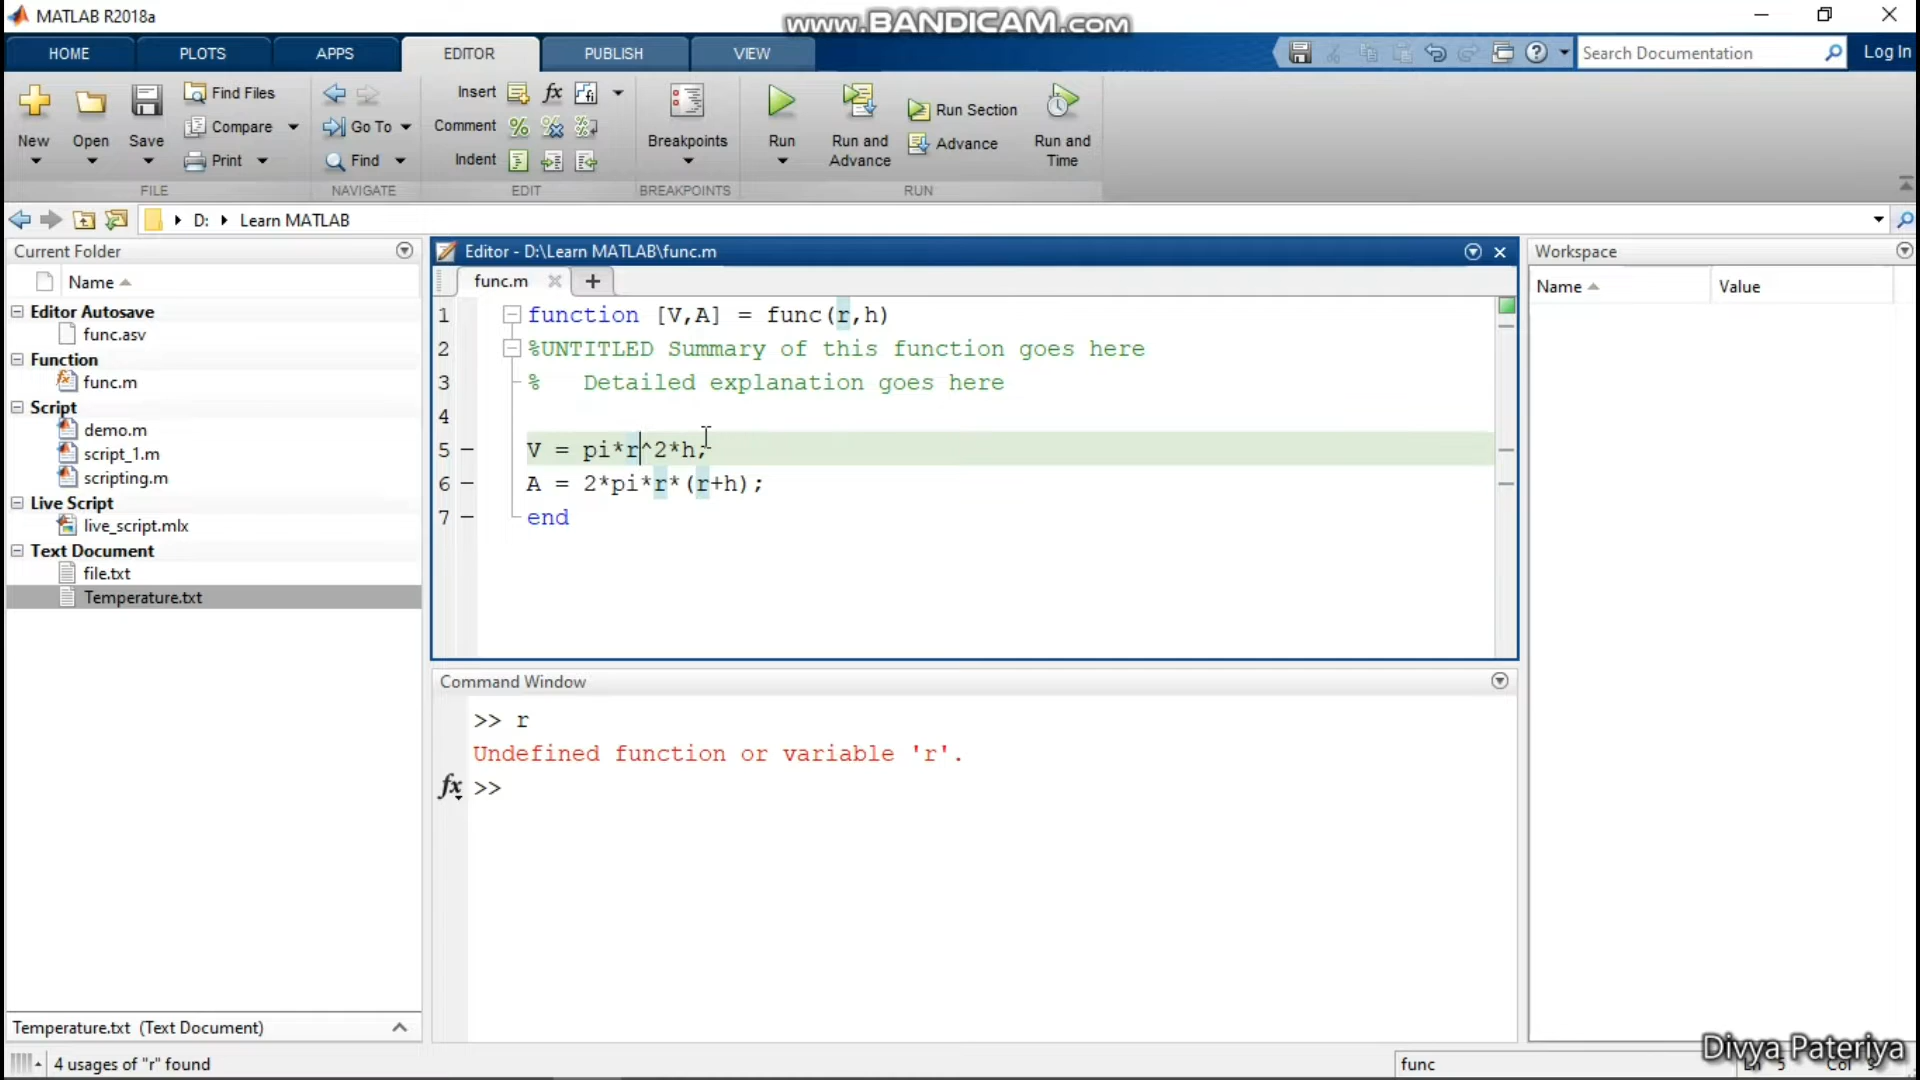 MATLAB R2018a
www.BANDICAM.com
HOME PLOTS APPS EDITOR PUBLISH VIEW
Search Documentation
Log In
New
Open
Save
Find Files
Compare
Print
FILE
Go To
Find
NAVIGATE
Insert
Comment
Indent
EDIT
Breakpoints
BREAKPOINTS
Run
Run and Advance
Run Section
Advance
Run and Time
RUN
D: Learn MATLAB
Current Folder
Name
Editor Autosave
func.asv
Function
func.m
Script
demo.m
script_1.m
scripting.m
Live Script
live_script.mlx
Text Document
file.txt
Temperature.txt
Temperature.txt (Text Document)
Editor - D:\Learn MATLAB\func.m
func.m
1 function [V,A] = func(r,h)
2 %UNTITLED Summary of this function goes here
3 % Detailed explanation goes here
4
5 V = pi*r^2*h;
6 A = 2*pi*r*(r+h);
7 end
Command Window
>> r
Undefined function or variable 'r'.
fx >>
Workspace
Name Value
4 usages of "r" found
func
Ln 5 Col 9
Divya Pateriya